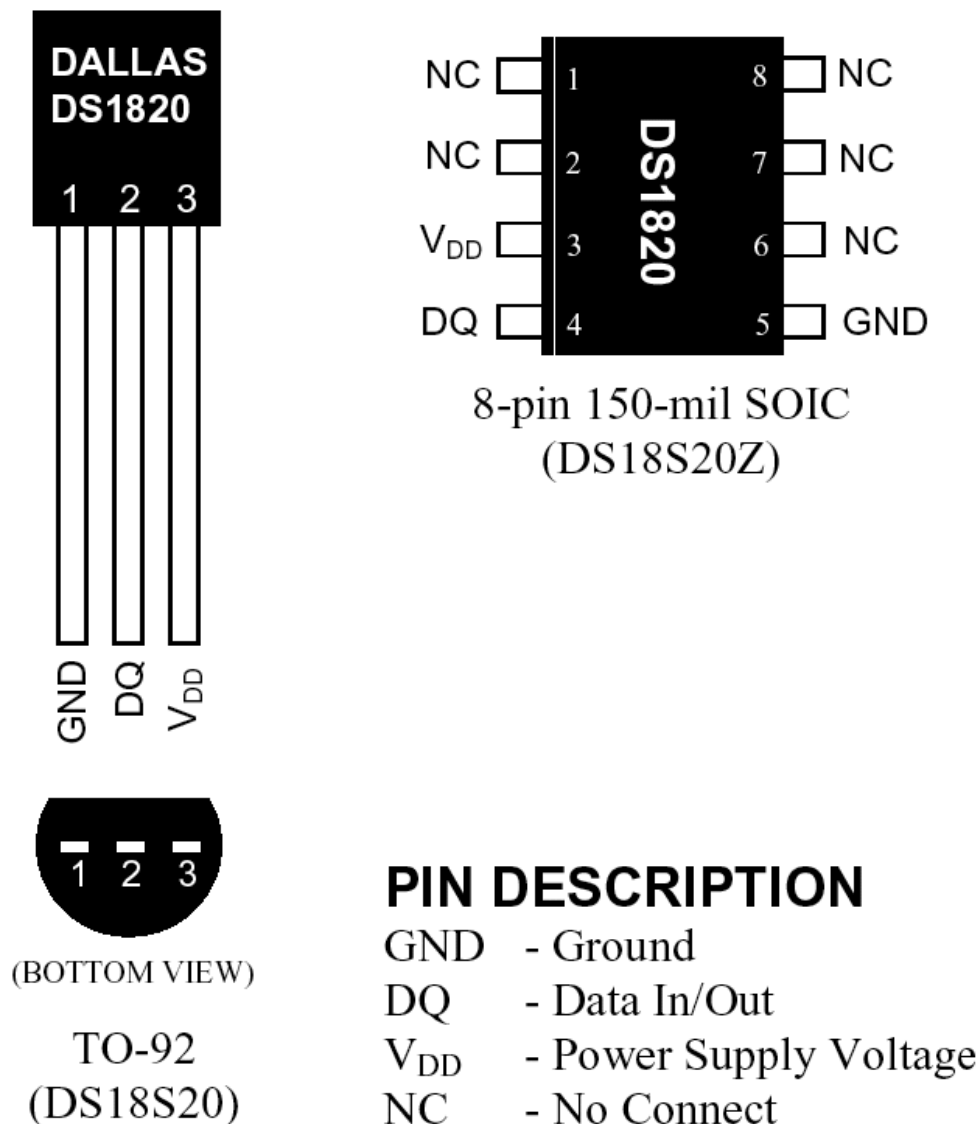 DALLAS
DS1820
1 2 3
GND DQ VDD
1 2 3
(BOTTOM VIEW)
TO-92
(DS18S20)
NC 1 8 NC
NC 2 7 NC
VDD 3 6 NC
DQ 4 5 GND
DS1820
8-pin 150-mil SOIC
(DS18S20Z)
PIN DESCRIPTION
GND - Ground
DQ - Data In/Out
VDD - Power Supply Voltage
NC - No Connect